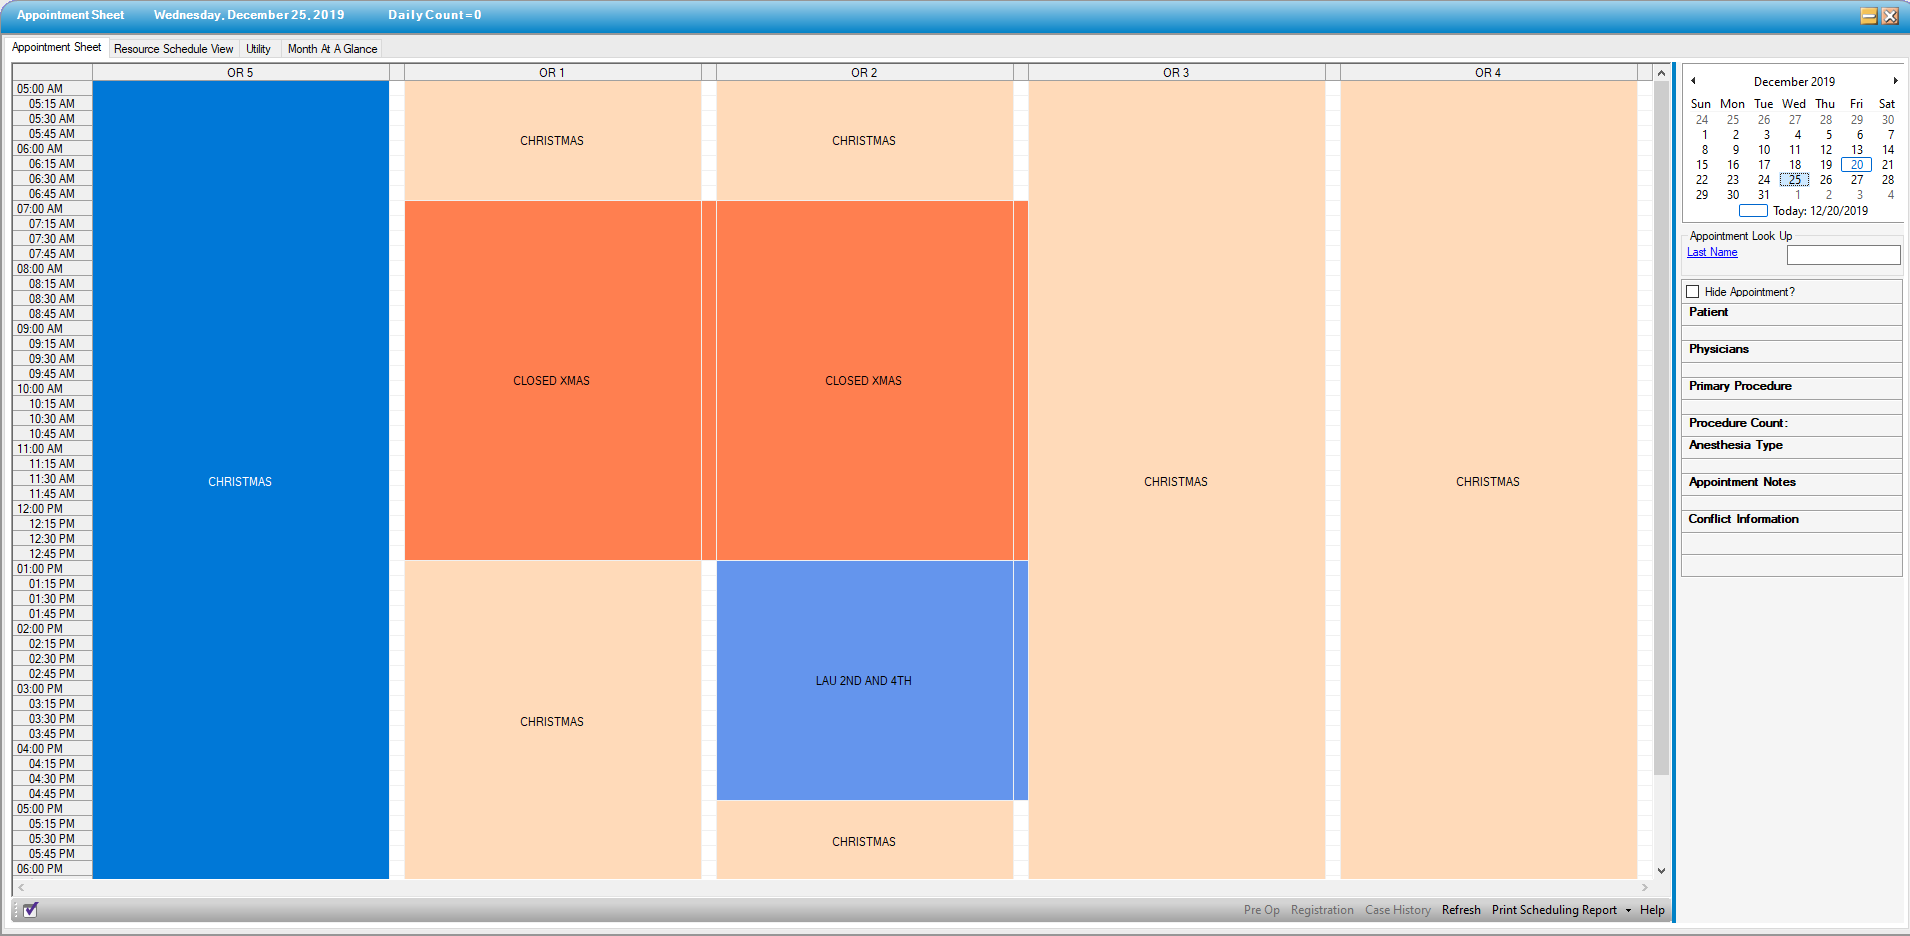 Appointment Sheet Wednesday, December 25, 2019 Daily Count=0
Appointment Sheet Resource Schedule View Utility Month At A Glance
OR 5 OR 1 OR 2 OR 3 OR 4
05:00 AM
05:15 AM
05:30 AM
05:45 AM
06:00 AM
06:15 AM
06:30 AM
06:45 AM
07:00 AM
07:15 AM
07:30 AM
07:45 AM
08:00 AM
08:15 AM
08:30 AM
08:45 AM
09:00 AM
09:15 AM
09:30 AM
09:45 AM
10:00 AM
10:15 AM
10:30 AM
10:45 AM
11:00 AM
11:15 AM
11:30 AM
11:45 AM
12:00 PM
12:15 PM
12:30 PM
12:45 PM
01:00 PM
01:15 PM
01:30 PM
01:45 PM
02:00 PM
02:15 PM
02:30 PM
02:45 PM
03:00 PM
03:15 PM
03:30 PM
03:45 PM
04:00 PM
04:15 PM
04:30 PM
04:45 PM
05:00 PM
05:15 PM
05:30 PM
05:45 PM
06:00 PM
CHRISTMAS
CHRISTMAS
CLOSED XMAS
CHRISTMAS
CHRISTMAS
CLOSED XMAS
LAU 2ND AND 4TH
CHRISTMAS
CHRISTMAS
CHRISTMAS
December 2019
Sun Mon Tue Wed Thu Fri Sat
24 25 26 27 28 29 30
1 2 3 4 5 6 7
8 9 10 11 12 13 14
15 16 17 18 19 20 21
22 23 24 25 26 27 28
29 30 31 1 2 3 4
Today: 12/20/2019
Appointment Look Up
Last Name
Hide Appointment?
Patient
Physicians
Primary Procedure
Procedure Count:
Anesthesia Type
Appointment Notes
Conflict Information
Pre Op Registration Case History Refresh Print Scheduling Report Help